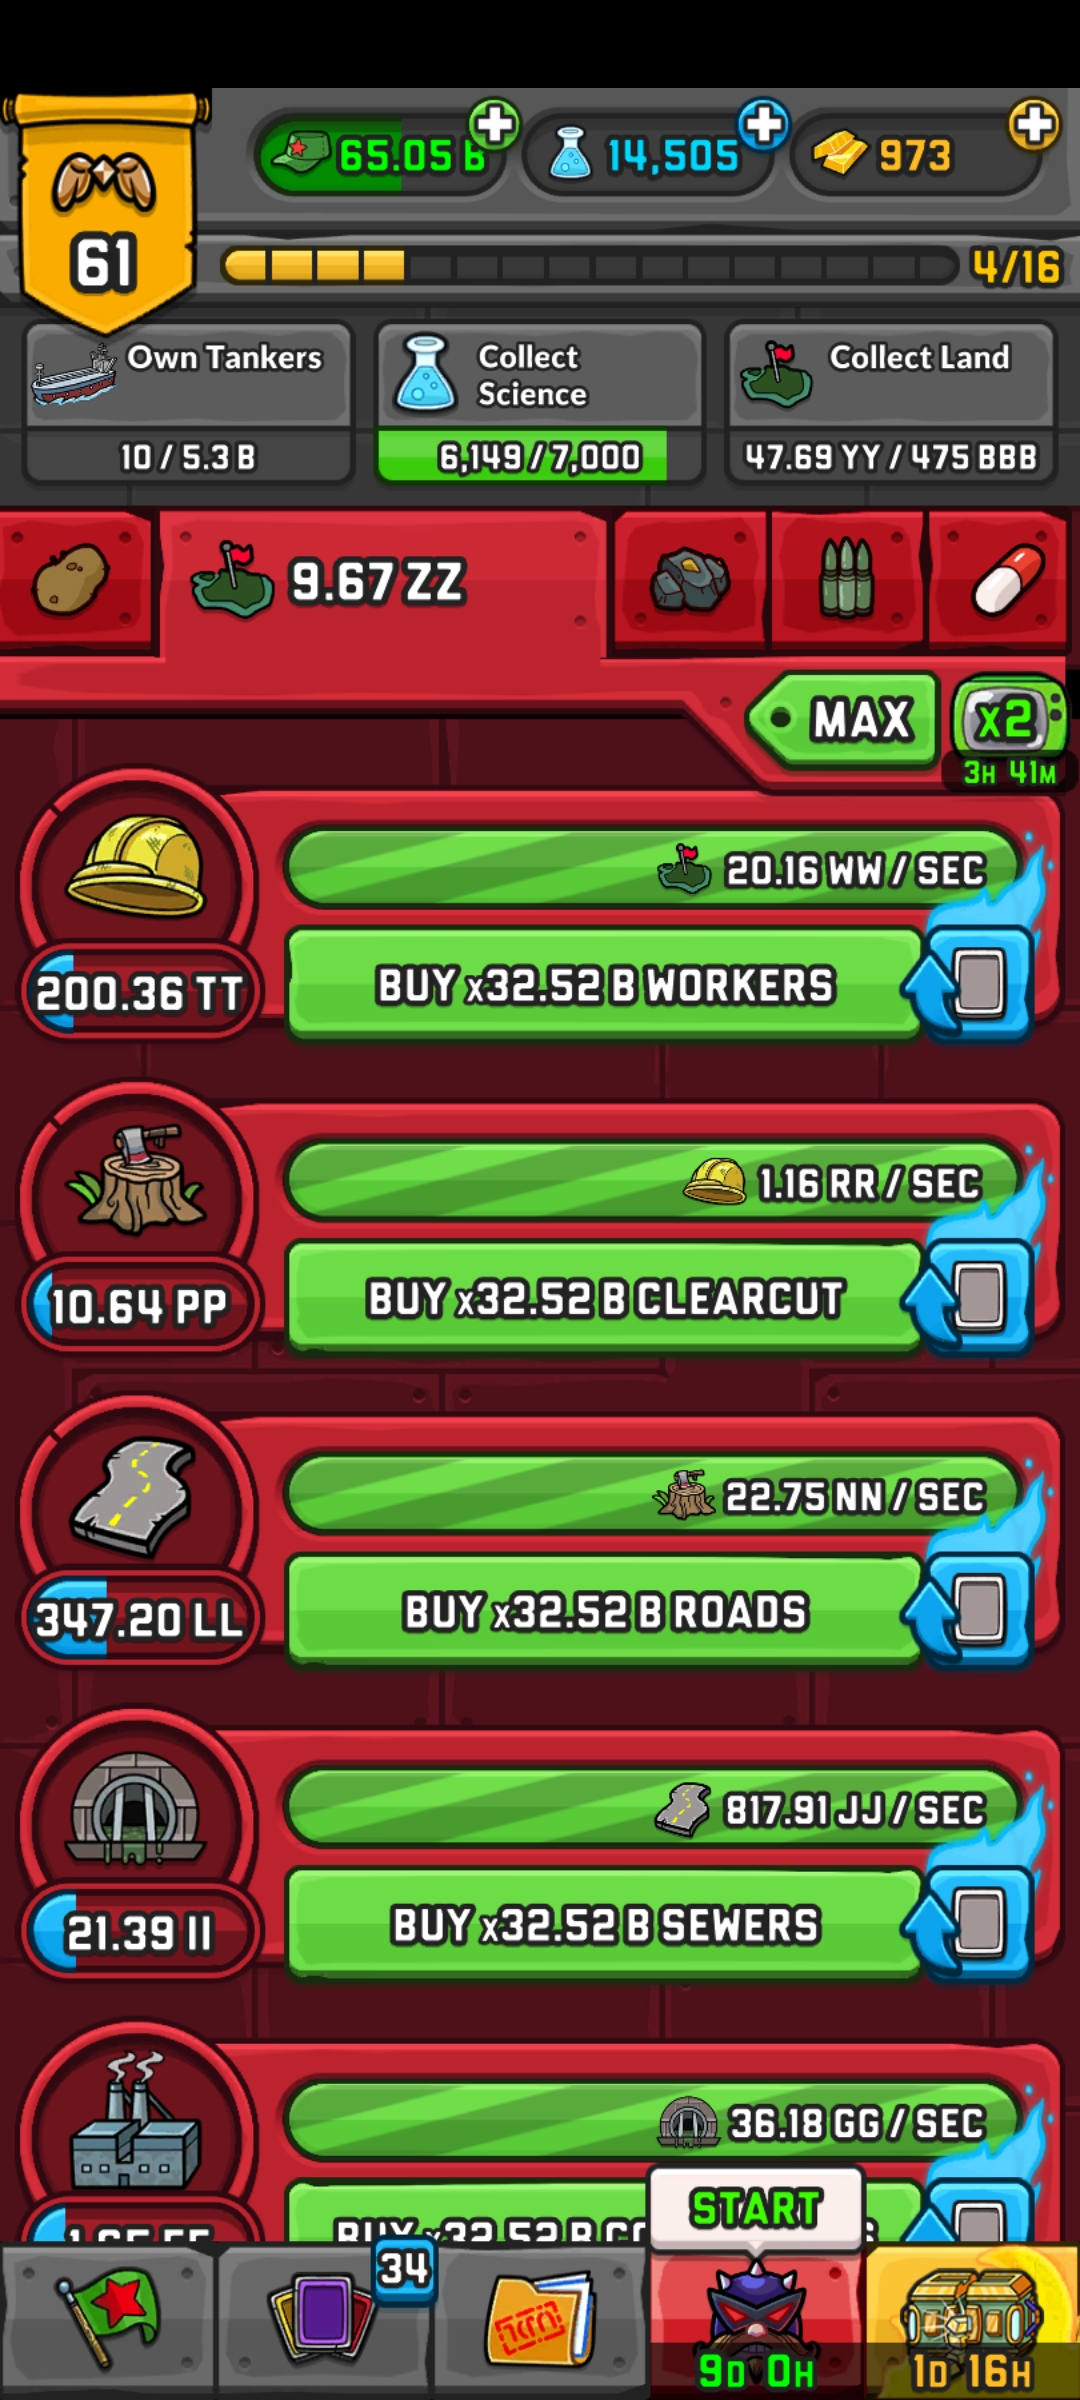 65.05 B
14,505
973
61
4/16
Own Tankers
10 / 5.3 B
Collect
Science
6,149 / 7,000
Collect Land
47.69 YY / 475 BBB
9.67 ZZ
MAX
x2
3H 41M
20.16 WW / SEC
200.36 TT
BUY x32.52 B WORKERS
1.16 RR / SEC
10.64 PP
BUY x32.52 B CLEARCUT
22.75 NN / SEC
347.20 LL
BUY x32.52 B ROADS
817.91 JJ / SEC
21.39 II
BUY x32.52 B SEWERS
36.18 GG / SEC
BUY x32.52 B
START
34
9D 0H
1D 16H